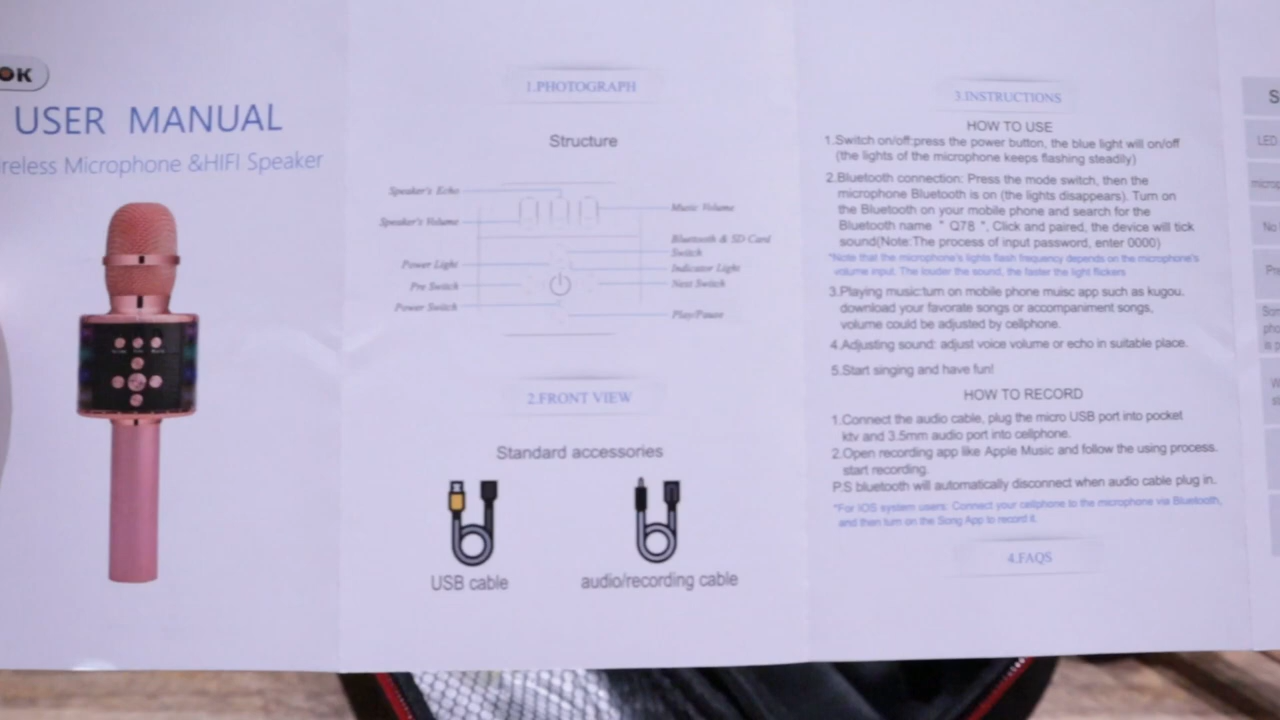 OK
USER MANUAL
reless Microphone &HIFI Speaker
1.PHOTOGRAPH
Structure
Speaker's Echo
Speaker's Volume
Power Light
Pre Switch
Power Switch
Music Volume
Bluetooth & SD Card
Switch
Indicator Light
Next Switch
Play/Pause
2.FRONT VIEW
Standard accessories
USB cable
audio/recording cable
3.INSTRUCTIONS
HOW TO USE
1.Switch on/off:press the power button, the blue light will on/off
(the lights of the microphone keeps flashing steadily)
2.Bluetooth connection: Press the mode switch, then the
microphone Bluetooth is on (the lights disappears). Turn on
the Bluetooth on your mobile phone and search for the
Bluetooth name " Q78 ", Click and paired, the device will tick
sound(Note:The process of input password, enter 0000)
*Note that the microphone's lights flash frequency depends on the microphone's
volume input. The louder the sound, the faster the light flickers
3.Playing music:turn on mobile phone muisc app such as kugou.
download your favorate songs or accompaniment songs,
volume could be adjusted by cellphone.
4.Adjusting sound: adjust voice volume or echo in suitable place.
5.Start singing and have fun!
HOW TO RECORD
1.Connect the audio cable, plug the micro USB port into pocket
ktv and 3.5mm audio port into cellphone.
2.Open recording app like Apple Music and follow the using process.
start recording.
P.S bluetooth will automatically disconnect when audio cable plug in.
*For IOS system users: Connect your cellphone to the microphone via Bluetooth,
and then turn on the Song App to record it.
4.FAQS
S
LED
micro
No